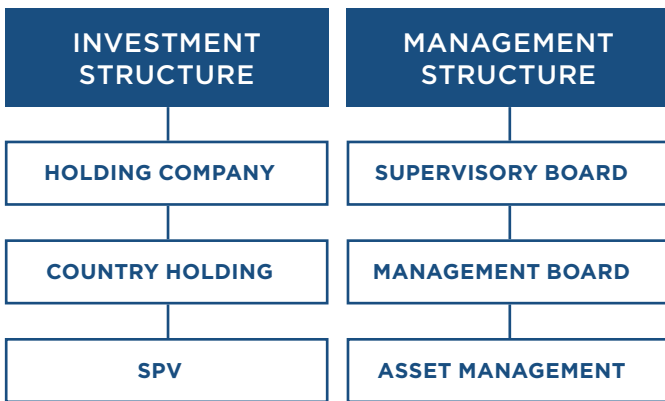 INVESTMENT
STRUCTURE
HOLDING COMPANY
COUNTRY HOLDING
SPV
MANAGEMENT
STRUCTURE
SUPERVISORY BOARD
MANAGEMENT BOARD
ASSET MANAGEMENT